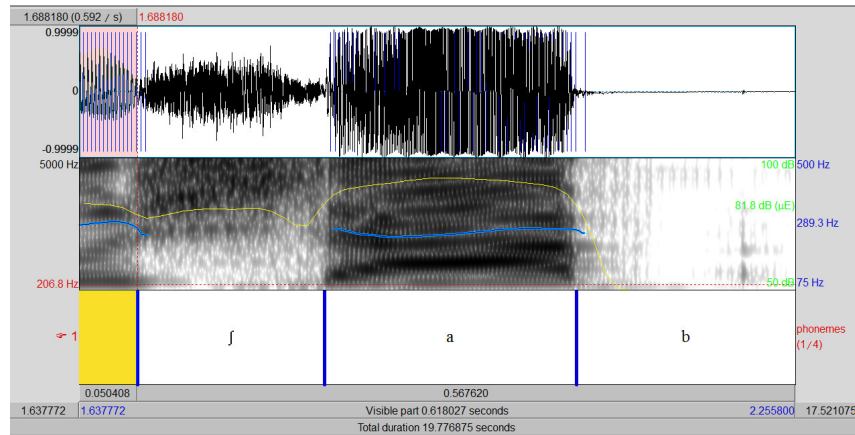 1.688180 (0.592 / s) 1.688180
0.9999
0
-0.9999
5000 Hz 100 dB 500 Hz
81.8 dB (µE)
289.3 Hz
206.8 Hz 50 dB 75 Hz
☞ 1 ʃ a b phonemes
(1/4)
0.050408 0.567620
1.637772 1.637772 Visible part 0.618027 seconds 2.255800 17.521075
Total duration 19.776875 seconds